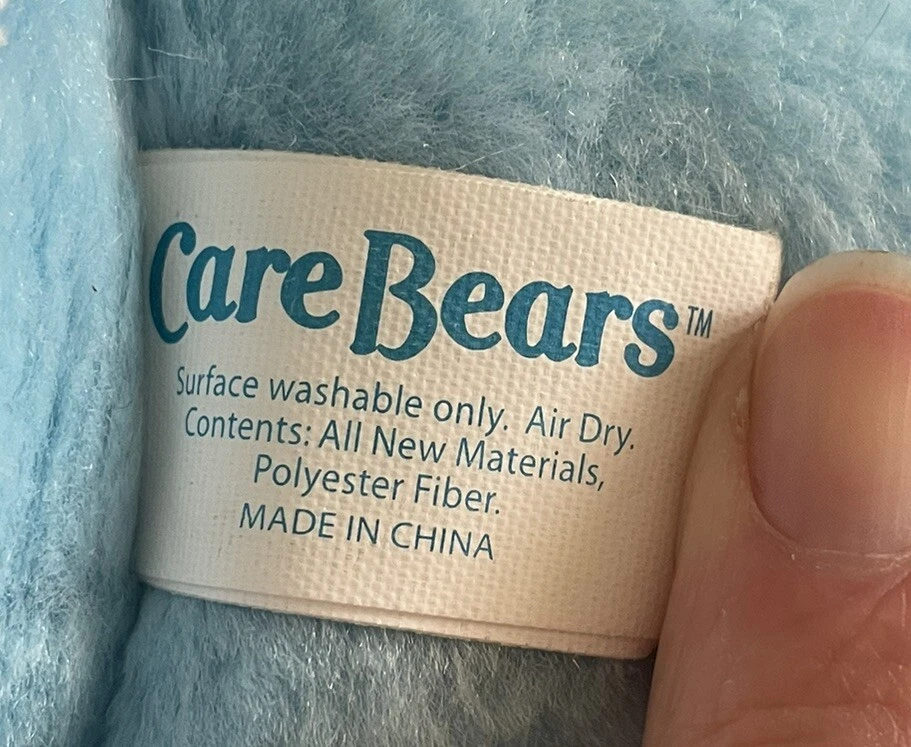 Care Bears™
Surface washable only. Air Dry.
Contents: All New Materials,
Polyester Fiber.
MADE IN CHINA